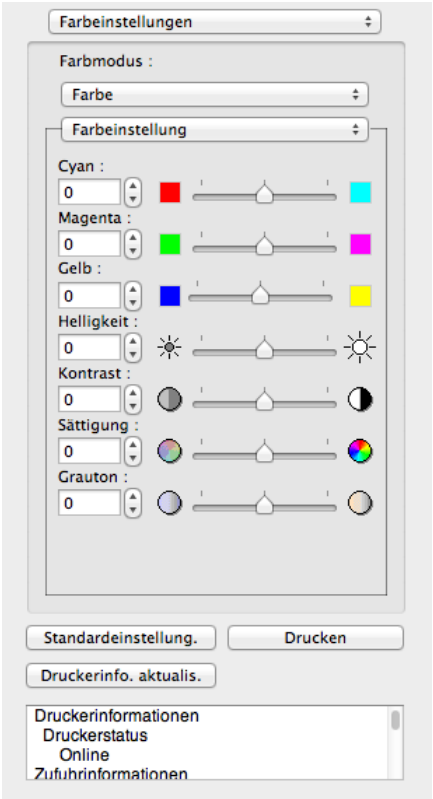 Farbeinstellungen
Farbmodus :
Farbe
Farbeinstellung
Cyan :
0
Magenta :
0
Gelb :
0
Helligkeit :
0
Kontrast :
0
Sättigung :
0
Grauton :
0
Standardeinstellung. Drucken
Druckerinfo. aktualis.
Druckerinformationen
Druckerstatus
Online
Zufuhrinformationen